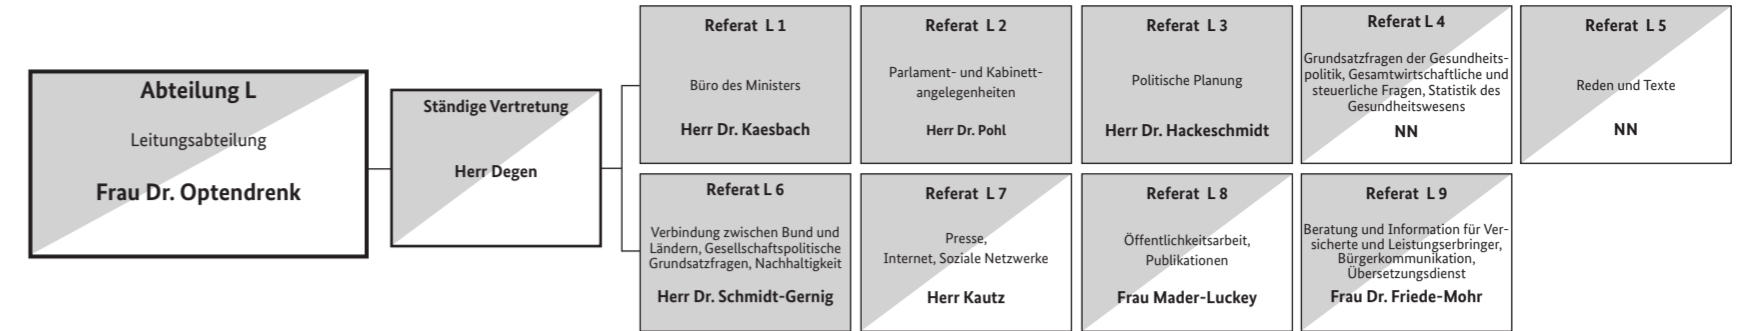 Abteilung L
Leitungsabteilung
Frau Dr. Optendrenk
Ständige Vertretung
Herr Degen
Referat L 1
Büro des Ministers
Herr Dr. Kaesbach
Referat L 2
Parlament- und Kabinett-
angelegenheiten
Herr Dr. Pohl
Referat L 3
Politische Planung
Herr Dr. Hackeschmidt
Referat L 4
Grundsatzfragen der Gesundheits-
politik, Gesamtwirtschaftliche und
steuerliche Fragen, Statistik des
Gesundheitswesens
NN
Referat L 5
Reden und Texte
NN
Referat L 6
Verbindung zwischen Bund und
Ländern, Gesellschaftspolitische
Grundsatzfragen, Nachhaltigkeit
Herr Dr. Schmidt-Gernig
Referat L 7
Presse,
Internet, Soziale Netzwerke
Herr Kautz
Referat L 8
Öffentlichkeitsarbeit,
Publikationen
Frau Mader-Luckey
Referat L 9
Beratung und Information für Ver-
sicherte und Leistungserbringer,
Bürgerkommunikation,
Übersetzungsdienst
Frau Dr. Friede-Mohr